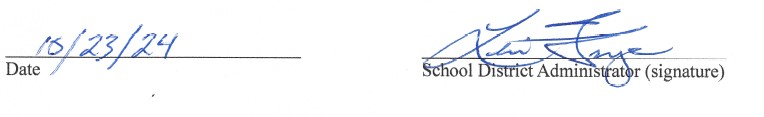 10/23/24
Date School District Administrator (signature)